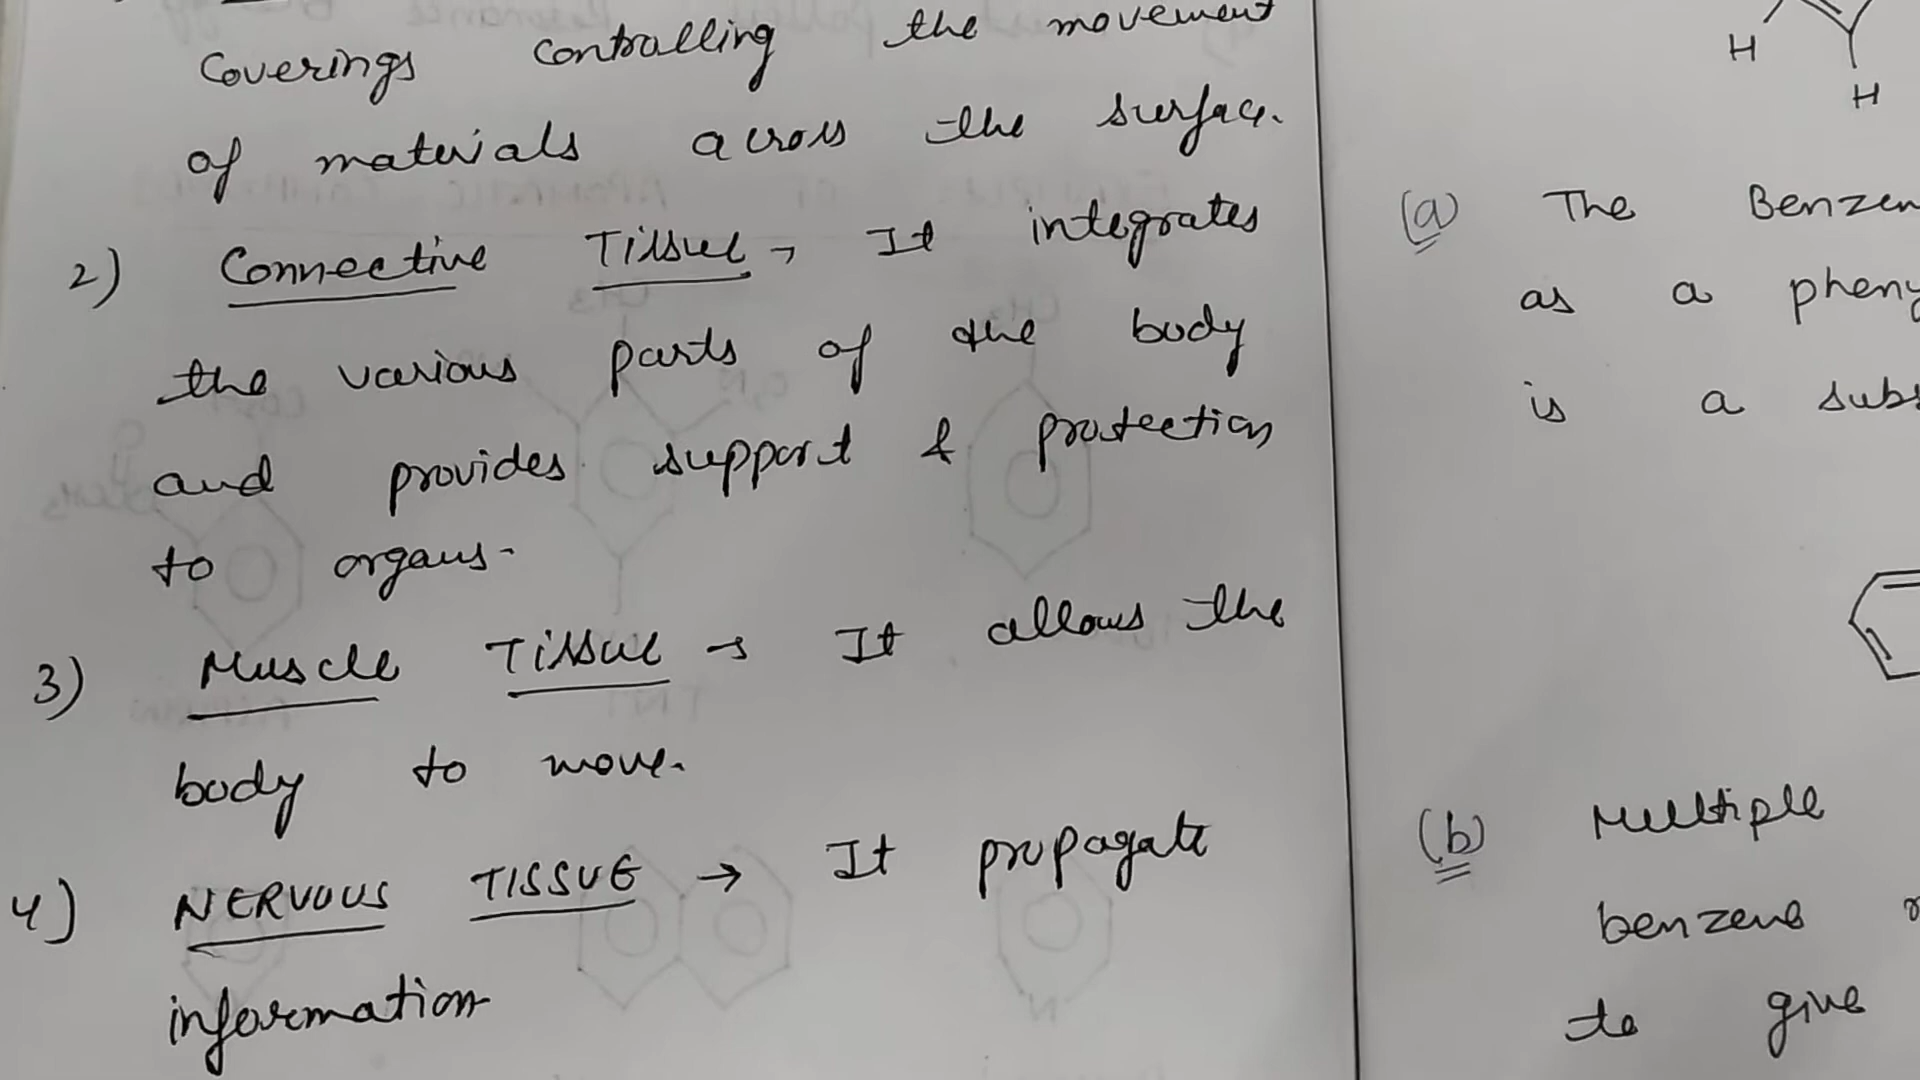 Coverings controlling the movement
of materials across the surface.
2) Connective Tissue → It integrates
the various parts of the body
and provides support & protection
to organs.
3) Muscle Tissue → It allows the
body to move.
4) NERVOUS TISSUE → It propagate
information
H
H
(a) The Benzen
as a pheny
is a subs
(b) Multiple
benzene
to give